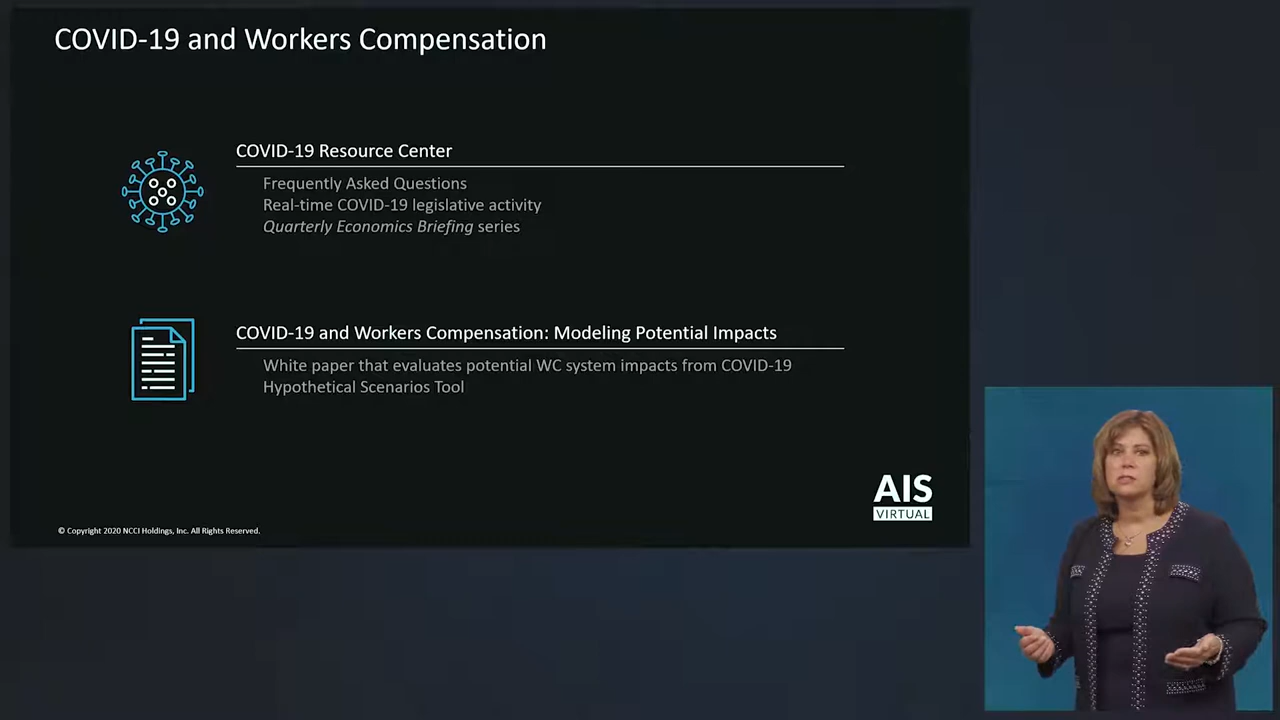 COVID-19 and Workers Compensation
COVID-19 Resource Center
Frequently Asked Questions
Real-time COVID-19 legislative activity
Quarterly Economics Briefing series
COVID-19 and Workers Compensation: Modeling Potential Impacts
White paper that evaluates potential WC system impacts from COVID-19
Hypothetical Scenarios Tool
AIS
VIRTUAL
© Copyright 2020 NCCI Holdings, Inc. All Rights Reserved.